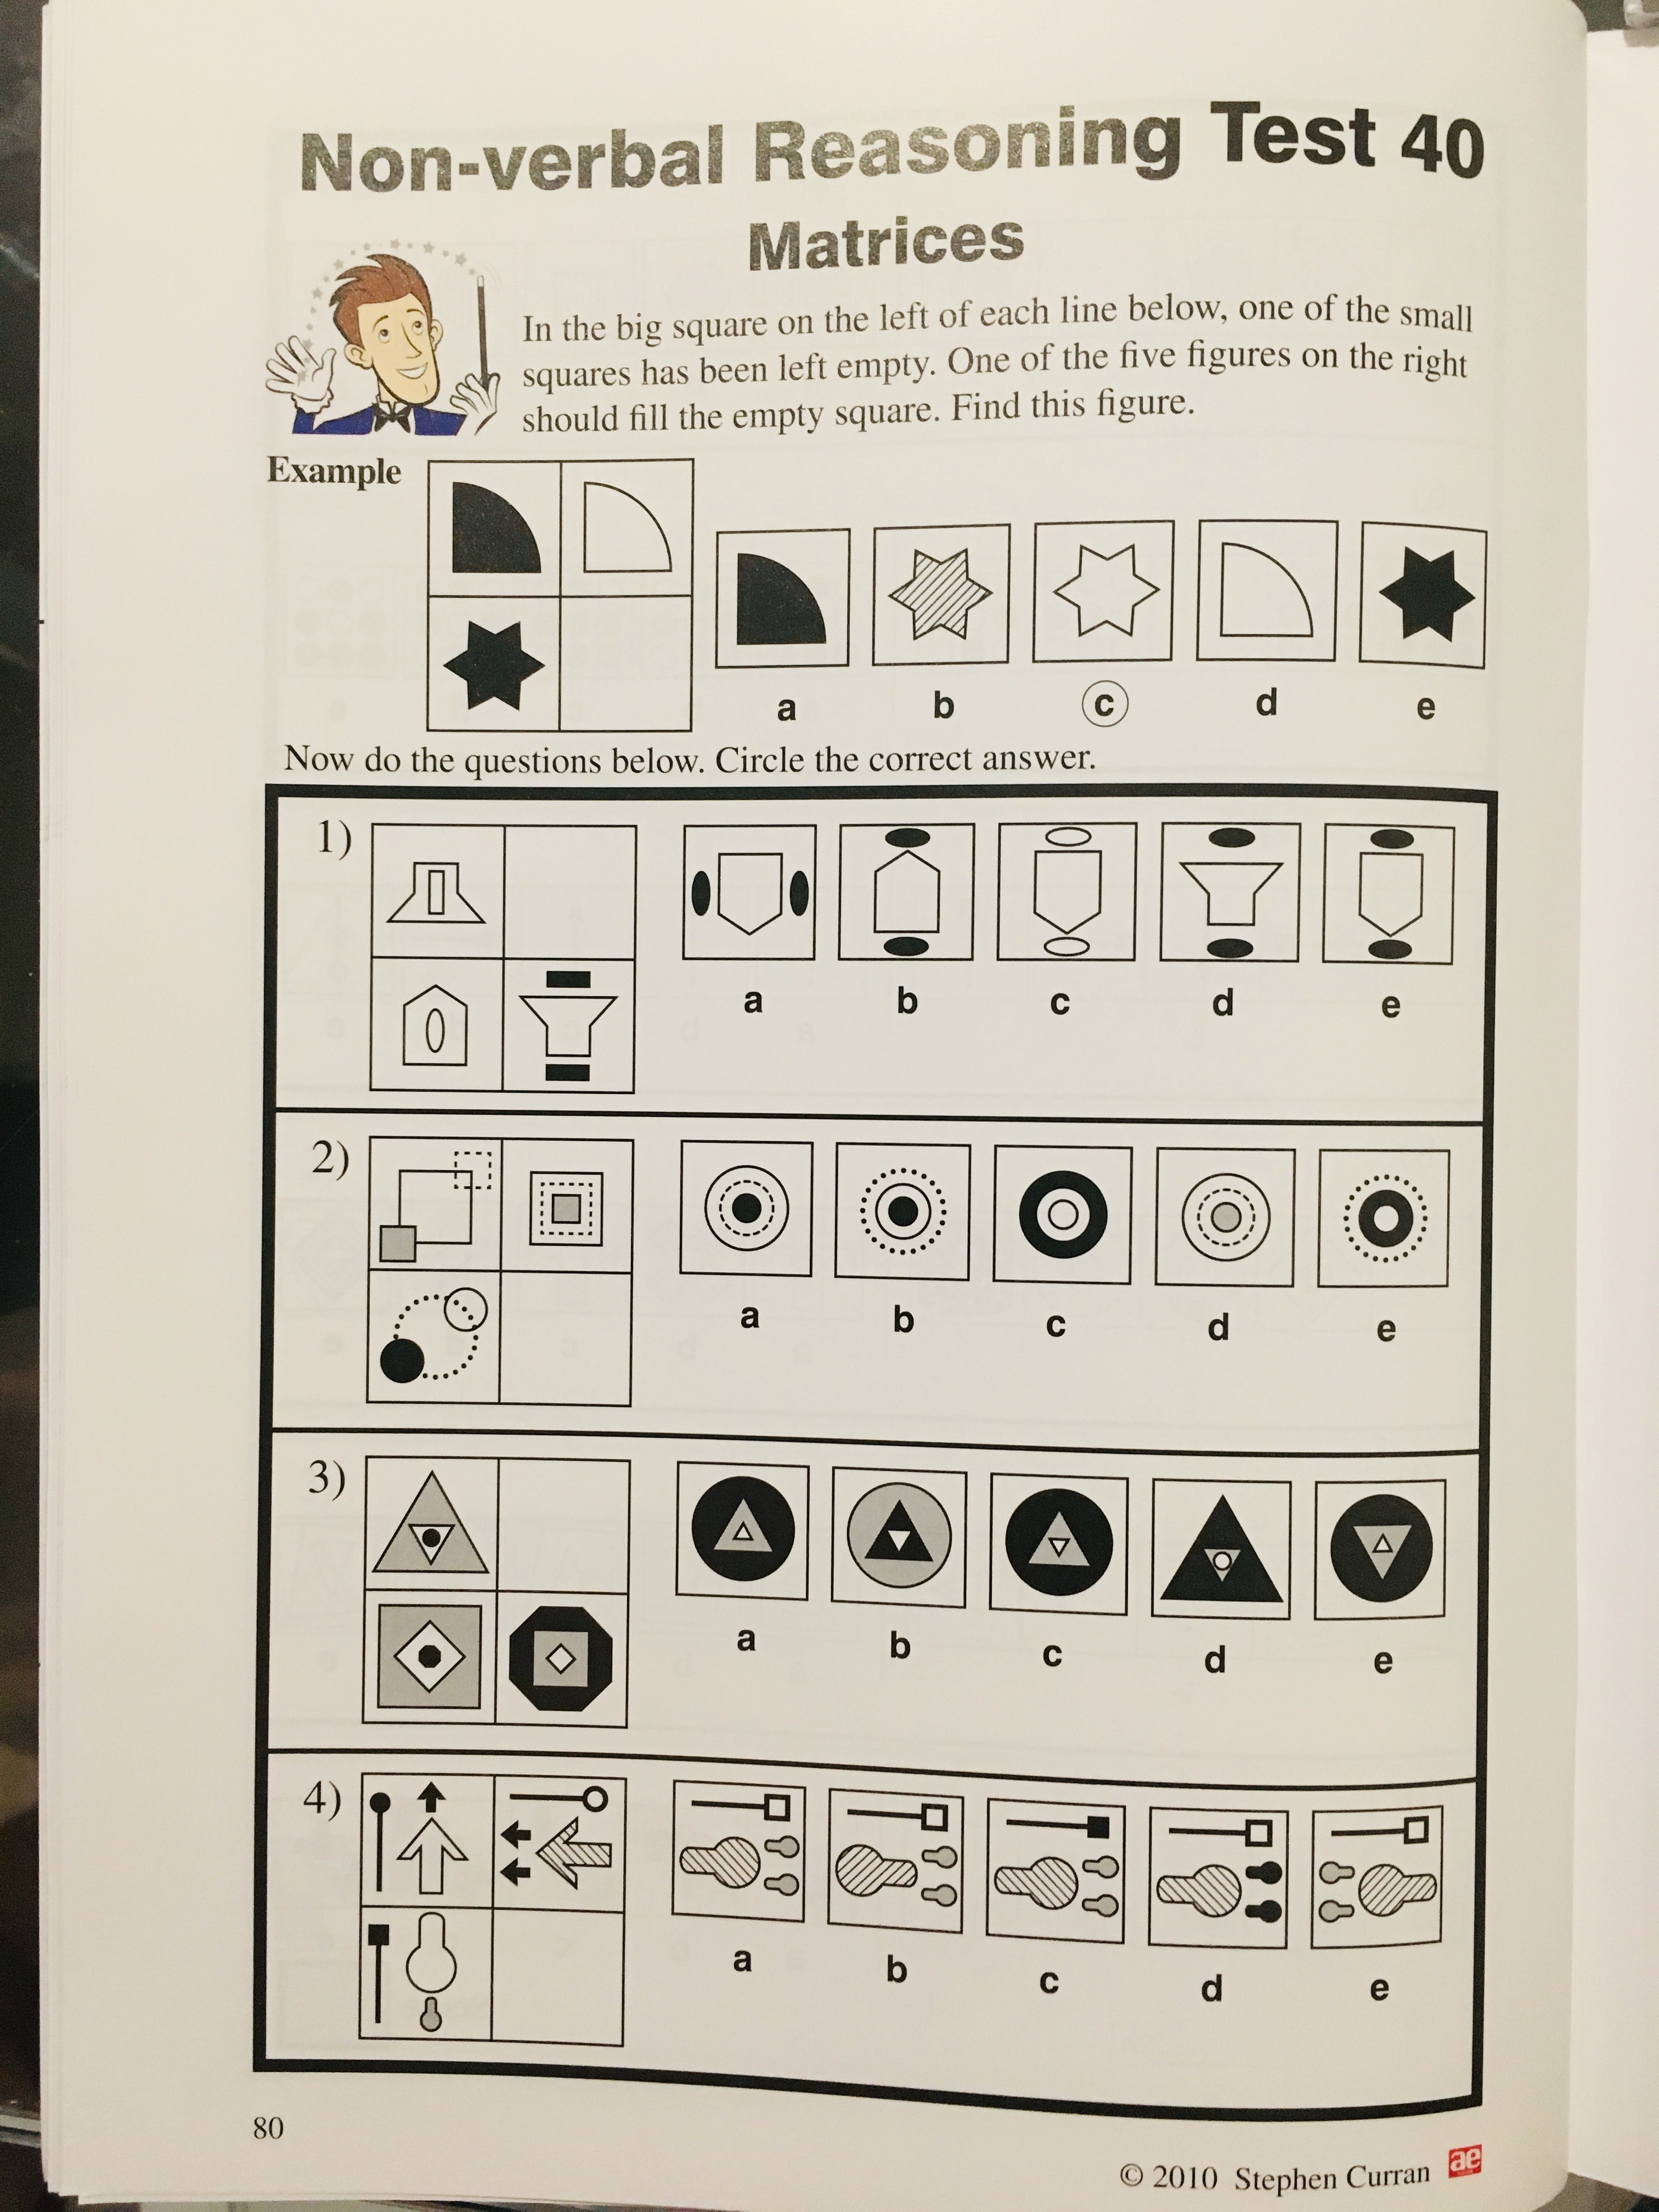 Non-verbal Reasoning Test 40
Matrices
In the big square on the left of each line below, one of the small
squares has been left empty. One of the five figures on the right
should fill the empty square. Find this figure.
Example
a b c d e
Now do the questions below. Circle the correct answer.
1)
a b c d e
2)
a b c d e
3)
a b c d e
4)
a b c d e
80
© 2010 Stephen Curran ae